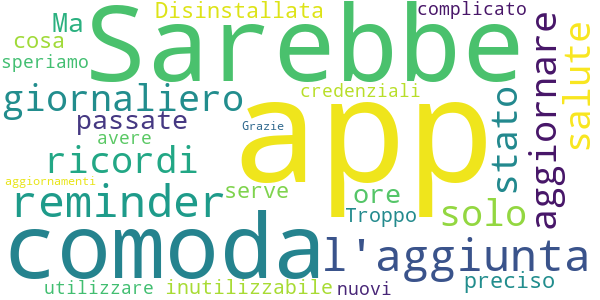 Disinstallata complicato
Ma Sarebbe
cosa
speriamo
credenziali
giornaliero app
passate Grazie
avere
ricordi
aggiornamenti
serve ore solo
reminder Troppo
comoda l'aggiunta
preciso
utilizzare inutilizzabile nuovi
stato
aggiornare
salute